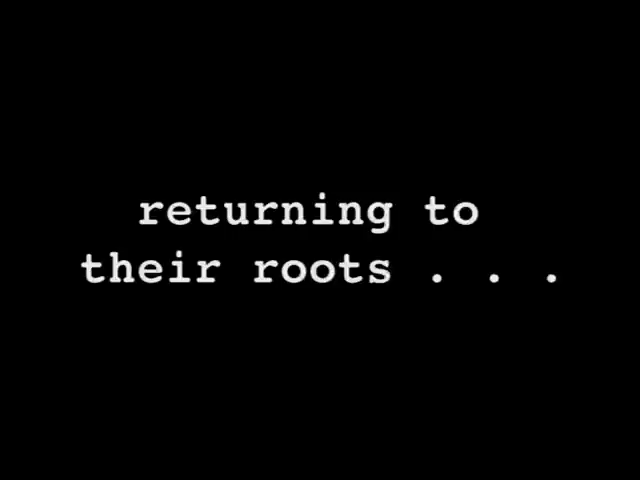 returning to
their roots . . .